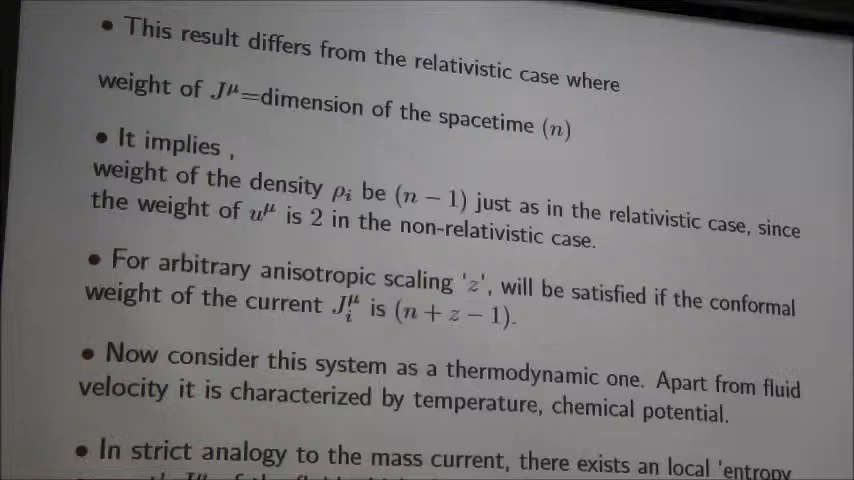 • This result differs from the relativistic case where
weight of J^μ=dimension of the spacetime (n)
• It implies ,
weight of the density ρ_i be (n − 1) just as in the relativistic case, since
the weight of u^μ is 2 in the non-relativistic case.
• For arbitrary anisotropic scaling 'z', will be satisfied if the conformal
weight of the current J_i^μ is (n + z − 1).
• Now consider this system as a thermodynamic one. Apart from fluid
velocity it is characterized by temperature, chemical potential.
• In strict analogy to the mass current, there exists an local 'entropy